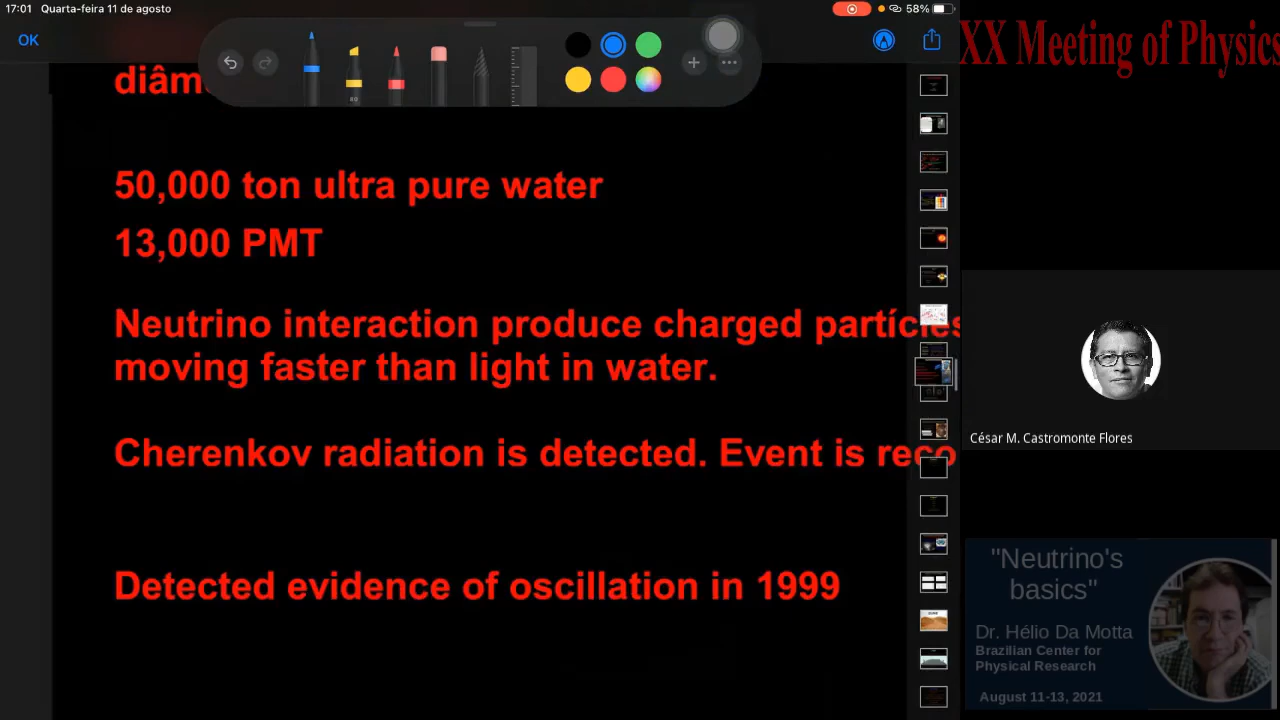 17:01 Quarta-feira 11 de agosto
58%
OK
XX Meeting of Physics
50,000 ton ultra pure water
13,000 PMT
Neutrino interaction produce charged partícles
moving faster than light in water.
Cherenkov radiation is detected. Event is reco
Detected evidence of oscillation in 1999
César M. Castromonte Flores
"Neutrino's
basics"
Dr. Hélio Da Motta
Brazilian Center for
Physical Research
August 11-13, 2021